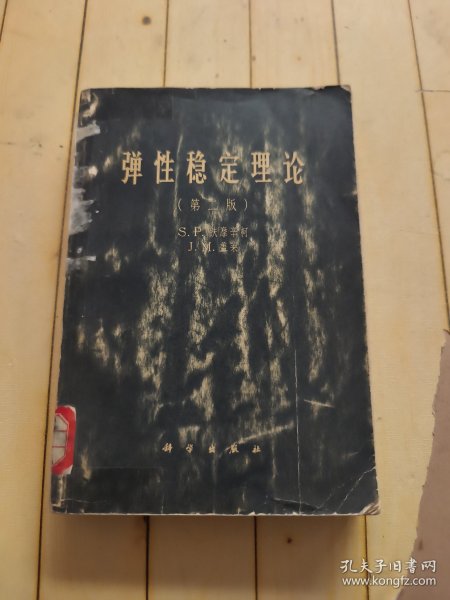 弹性稳定理论
(第二版)
S.P.铁摩辛柯
J.M.盖莱
科学出版社
孔夫子旧书网
www.kongfz.com